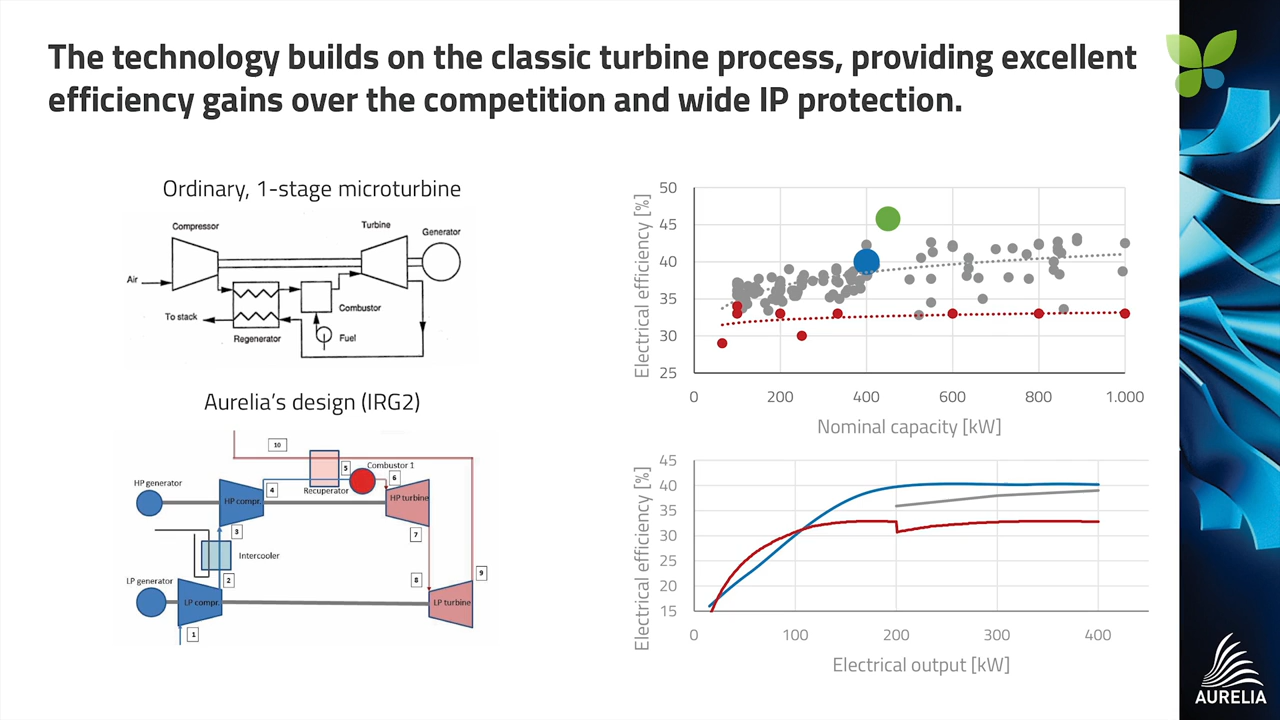 The technology builds on the classic turbine process, providing excellent
efficiency gains over the competition and wide IP protection.
Ordinary, 1-stage microturbine
Compressor
Turbine
Generator
Air
To stack
Regenerator
Combustor
Fuel
Aurelia's design (IRG2)
10
HP generator
HP compr.
4
Recuperator
5
Combustor 1
6
HP turbine
3
7
Intercooler
LP generator
2
8
9
LP compr.
LP turbine
1
Electrical efficiency [%]
50
45
40
35
30
25
0 200 400 600 800 1.000
Nominal capacity [kW]
Electrical efficiency [%]
45
40
35
30
25
20
15
0 100 200 300 400
Electrical output [kW]
AURELIA